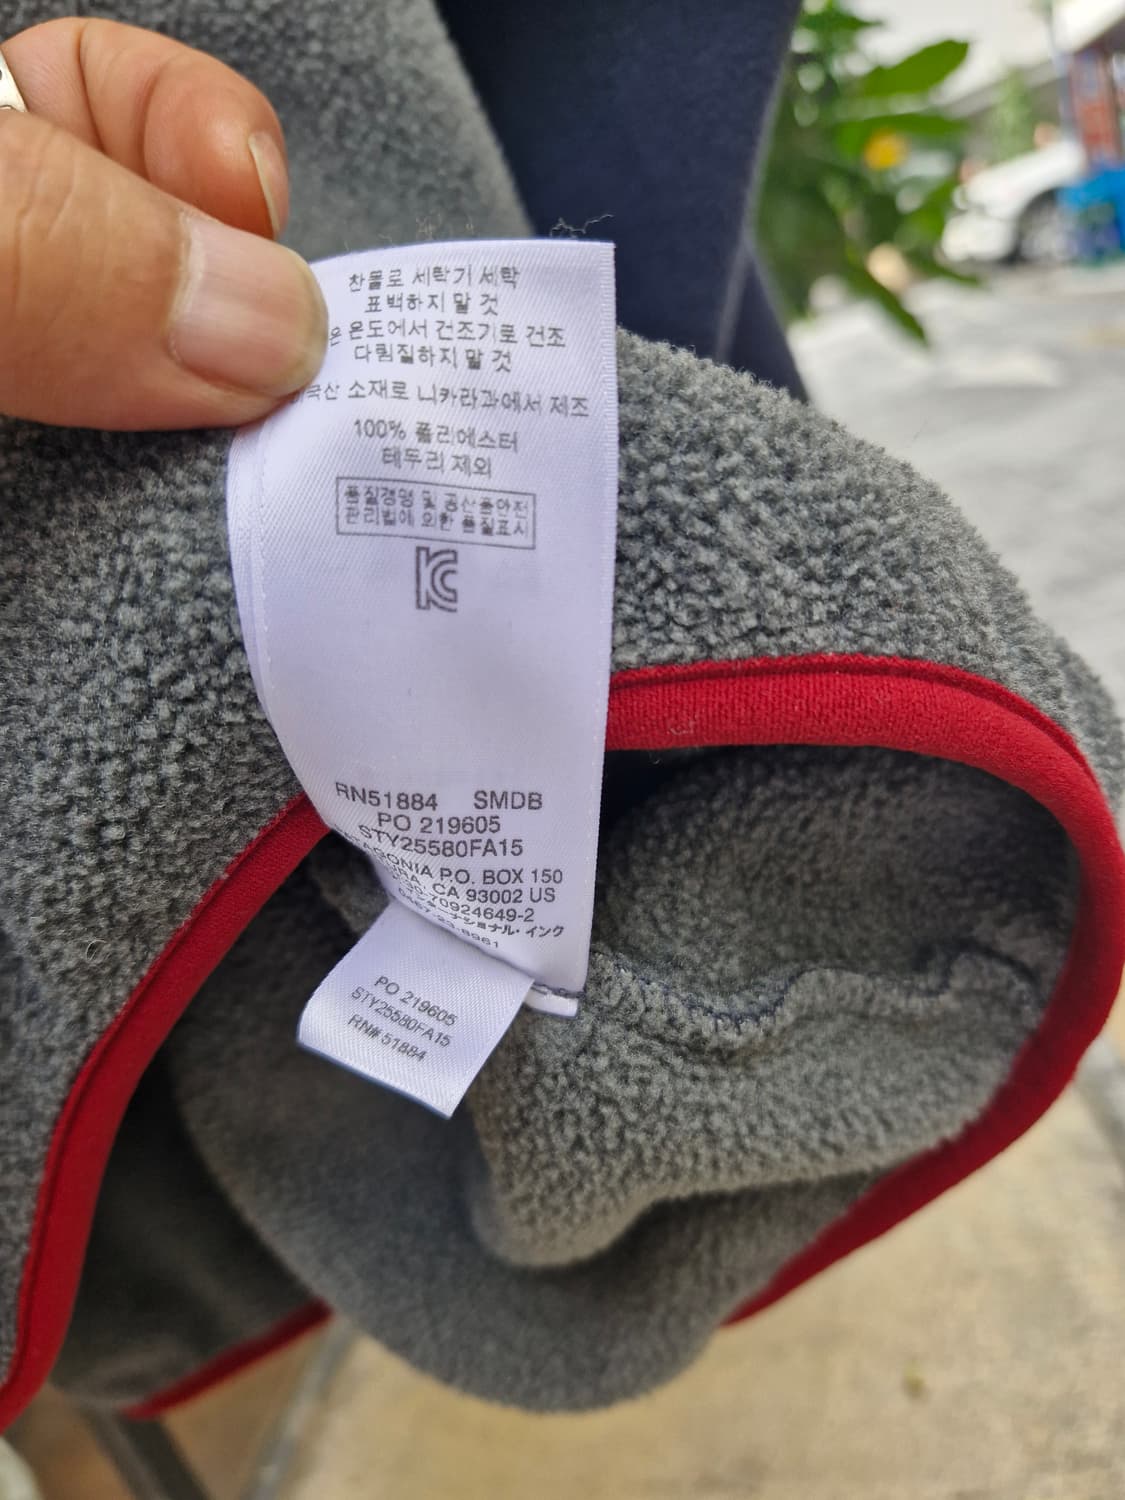 찬물로 세탁기 세탁
표백하지 말 것
온도에서 건조기로 건조
다림질하지 말 것
소재로 니카라과에서 제조
100% 폴리에스터
테두리 제외
품질경영 및 공산품안전
관리법에 의한 품질표시
KC
RN51884 SMDB
PO 219605
STY25580FA15
P.O. BOX 150
CA 93002 US
70924649-2
PO 219605
STY25580FA15
RN# 51884